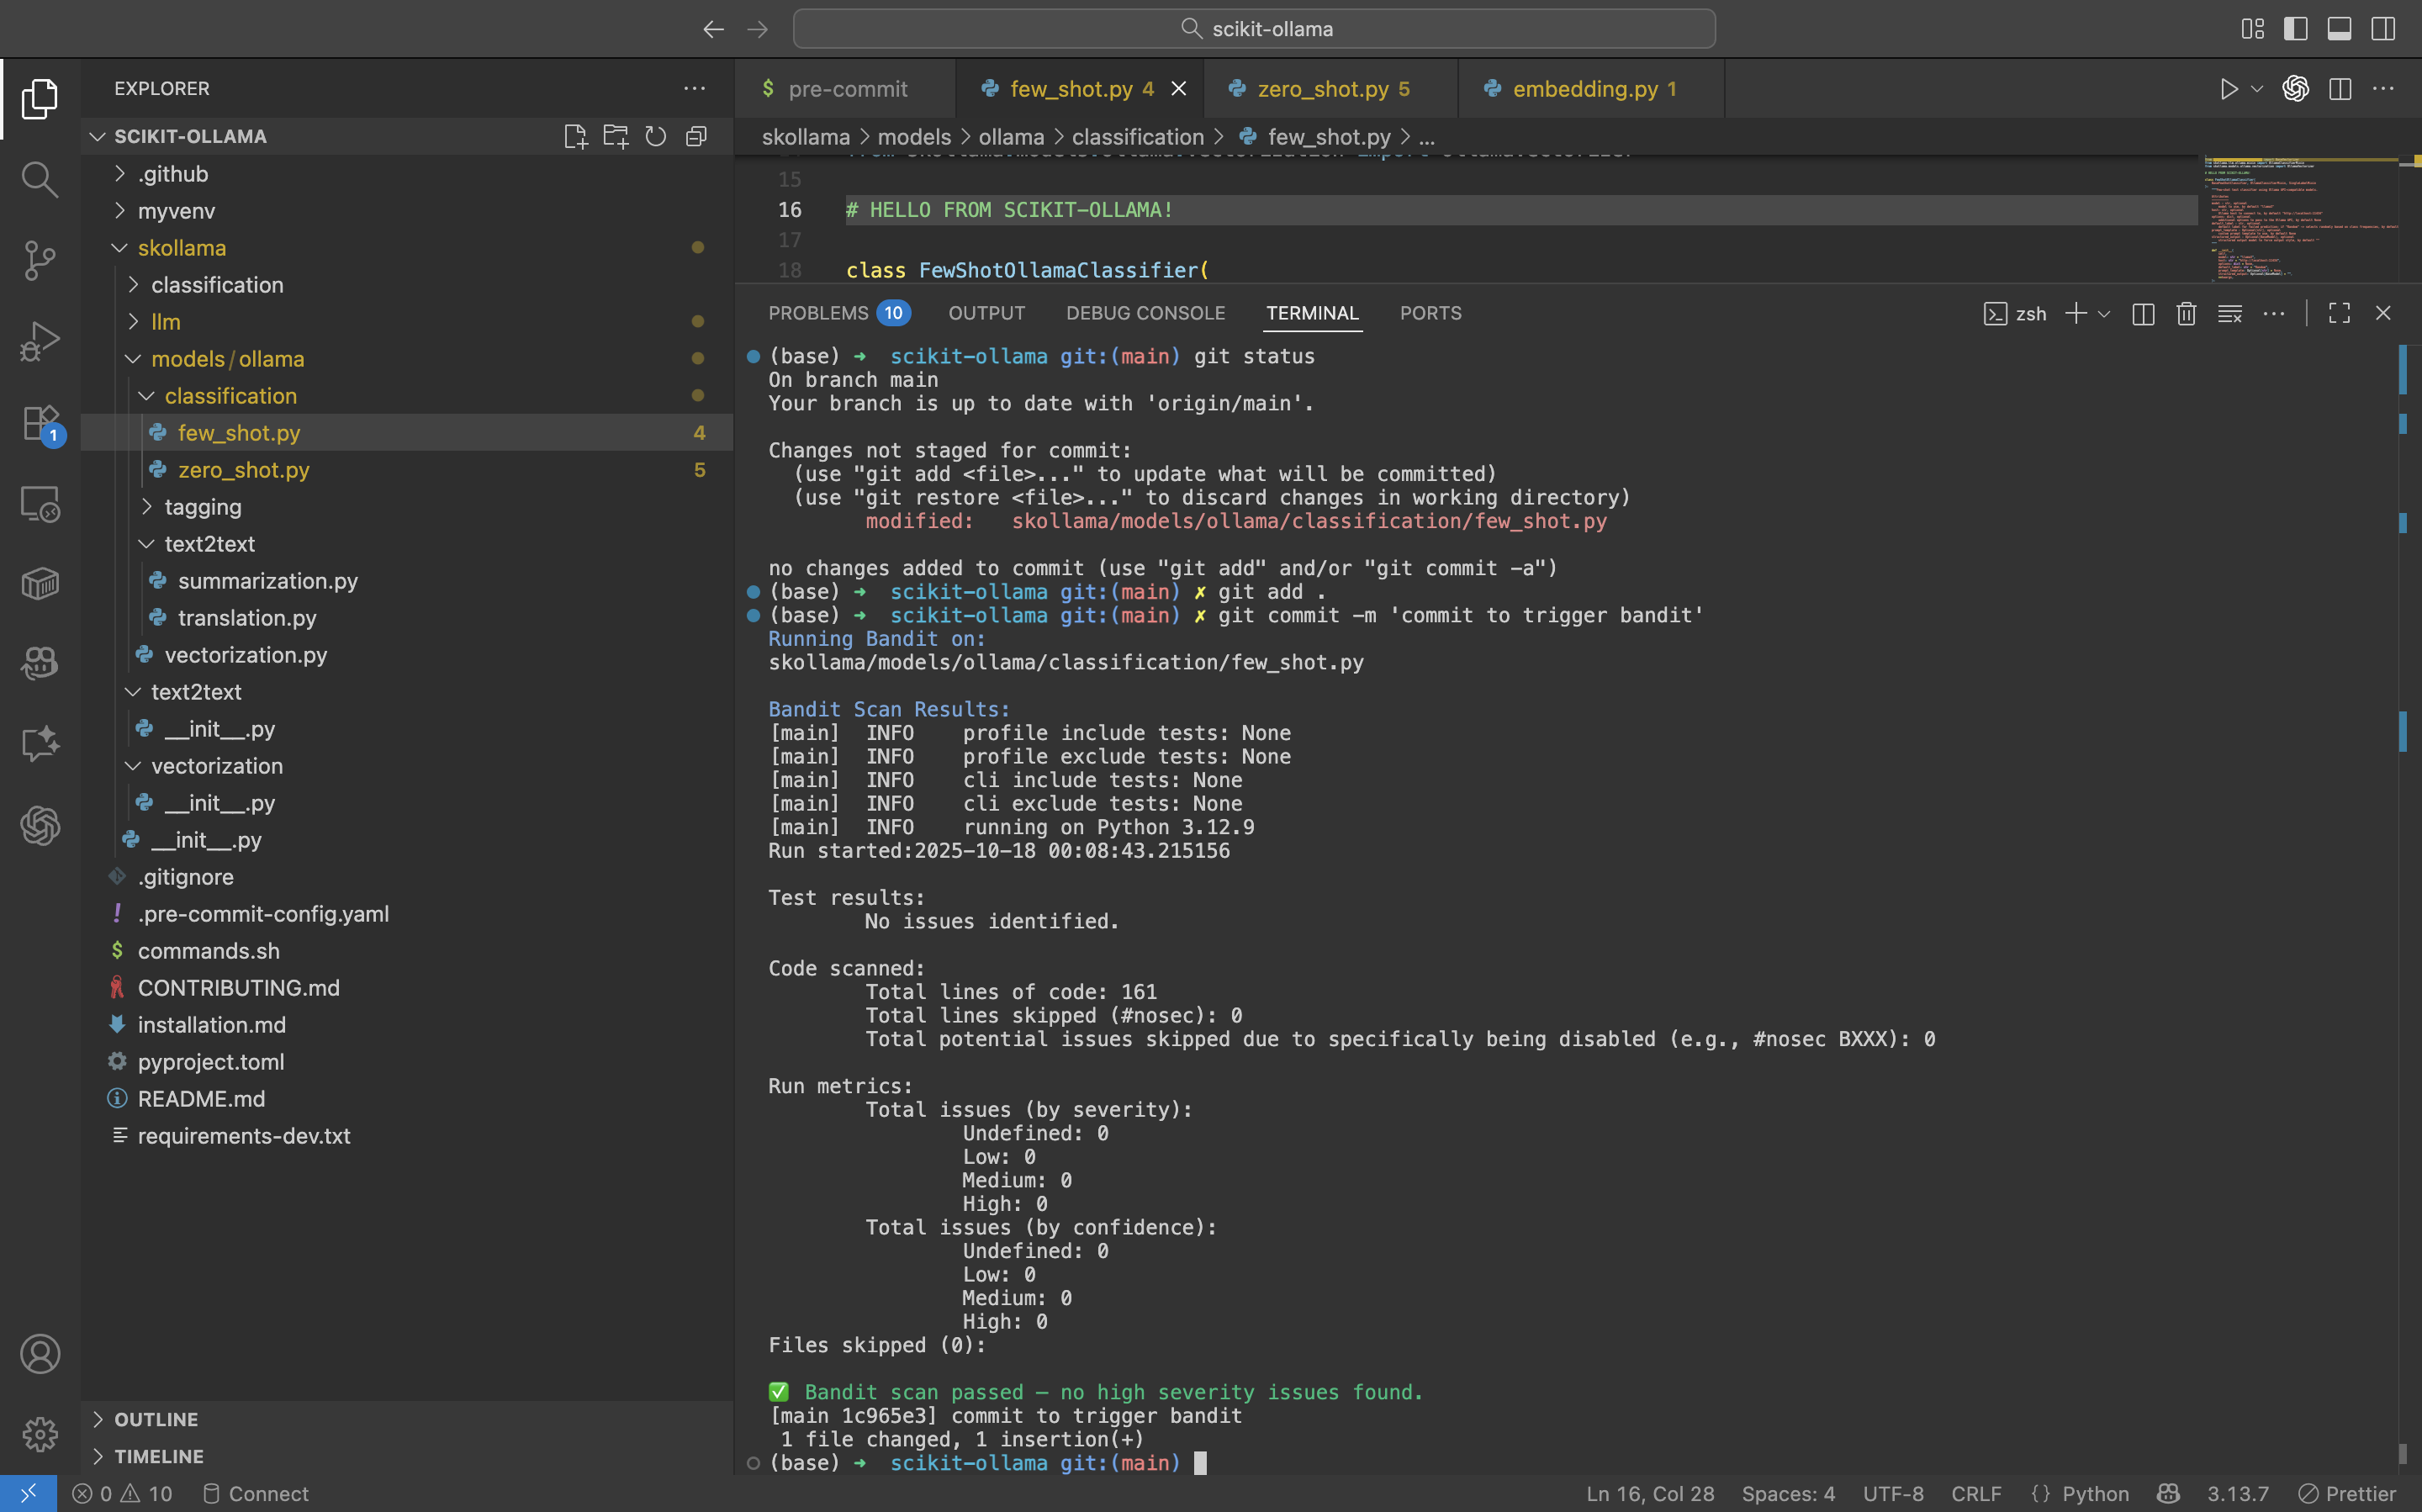 scikit-ollama
EXPLORER
SCIKIT-OLLAMA
.github
myvenv
skollama
classification
llm
models/ollama
classification
few_shot.py 4
zero_shot.py 5
tagging
text2text
summarization.py
translation.py
vectorization.py
text2text
__init__.py
vectorization
__init__.py
__init__.py
.gitignore
.pre-commit-config.yaml
commands.sh
CONTRIBUTING.md
installation.md
pyproject.toml
README.md
requirements-dev.txt
OUTLINE
TIMELINE
1
$ pre-commit
few_shot.py 4
zero_shot.py 5
embedding.py 1
skollama > models > ollama > classification > few_shot.py > ...
15
16 # HELLO FROM SCIKIT-OLLAMA!
17
18 class FewShotOllamaClassifier(
PROBLEMS 10 OUTPUT DEBUG CONSOLE TERMINAL PORTS
zsh
(base) ➜ scikit-ollama git:(main) git status
On branch main
Your branch is up to date with 'origin/main'.
Changes not staged for commit:
(use "git add <file>..." to update what will be committed)
(use "git restore <file>..." to discard changes in working directory)
modified: skollama/models/ollama/classification/few_shot.py
no changes added to commit (use "git add" and/or "git commit -a")
(base) ➜ scikit-ollama git:(main) ✗ git add .
(base) ➜ scikit-ollama git:(main) ✗ git commit -m 'commit to trigger bandit'
Running Bandit on:
skollama/models/ollama/classification/few_shot.py
Bandit Scan Results:
[main] INFO profile include tests: None
[main] INFO profile exclude tests: None
[main] INFO cli include tests: None
[main] INFO cli exclude tests: None
[main] INFO running on Python 3.12.9
Run started:2025-10-18 00:08:43.215156
Test results:
No issues identified.
Code scanned:
Total lines of code: 161
Total lines skipped (#nosec): 0
Total potential issues skipped due to specifically being disabled (e.g., #nosec BXXX): 0
Run metrics:
Total issues (by severity):
Undefined: 0
Low: 0
Medium: 0
High: 0
Total issues (by confidence):
Undefined: 0
Low: 0
Medium: 0
High: 0
Files skipped (0):
✅ Bandit scan passed — no high severity issues found.
[main 1c965e3] commit to trigger bandit
1 file changed, 1 insertion(+)
(base) ➜ scikit-ollama git:(main)
0 10 Connect
Ln 16, Col 28 Spaces: 4 UTF-8 CRLF {} Python 3.13.7 Prettier